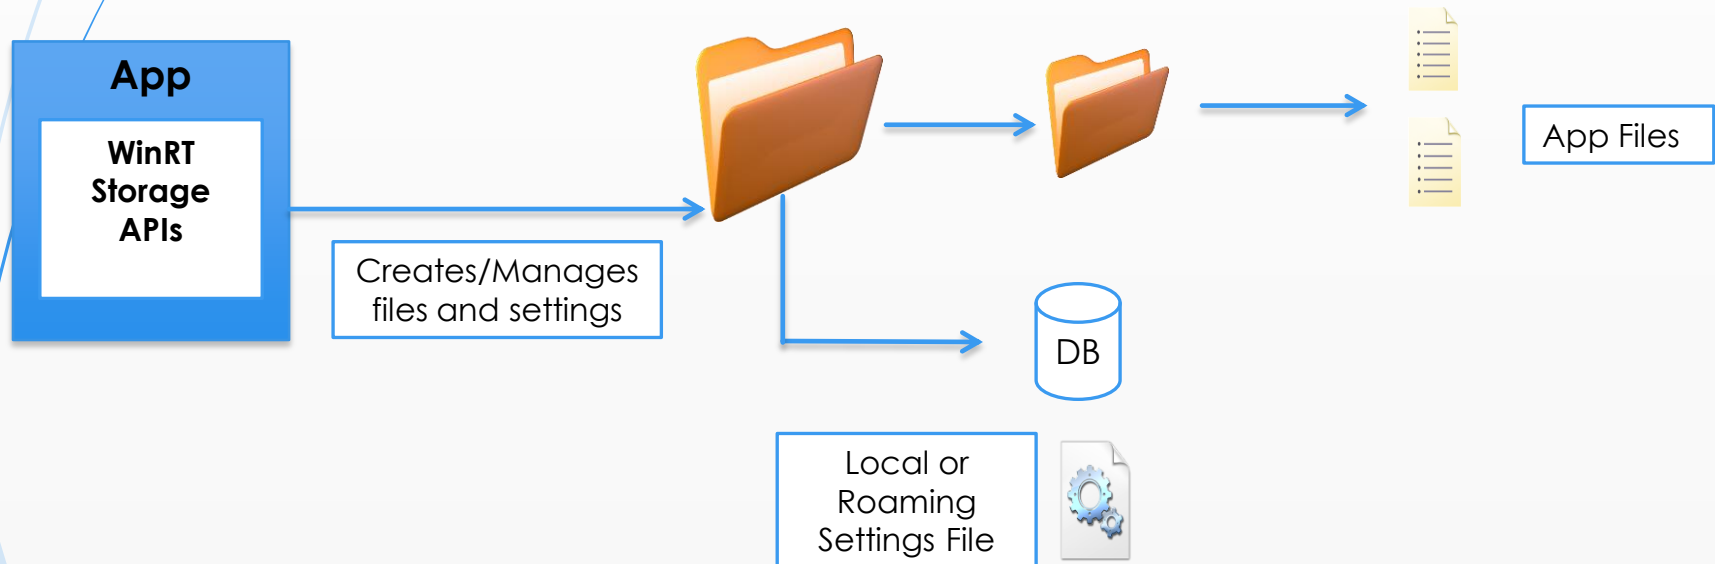 App
WinRT
Storage
APIs
Creates/Manages
files and settings
App Files
DB
Local or
Roaming
Settings File